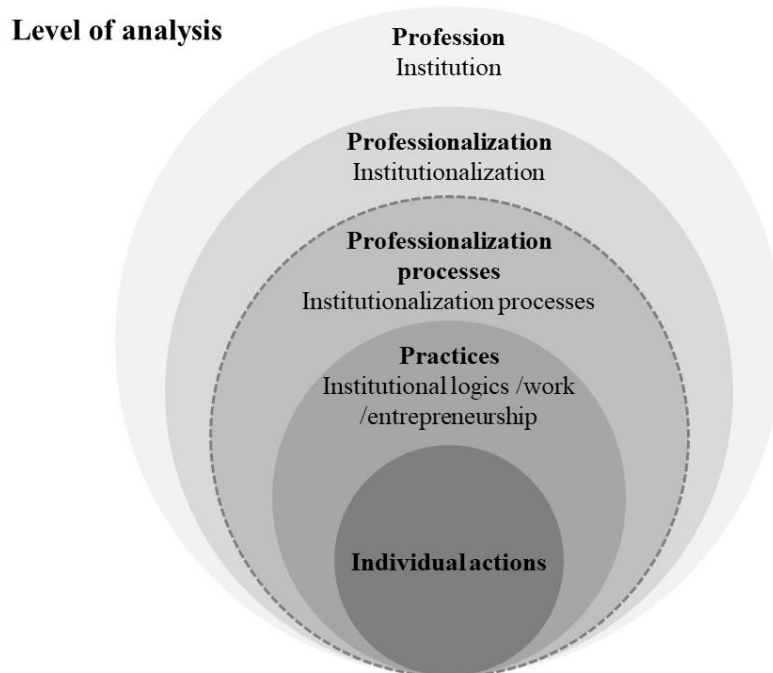 Level of analysis
Profession
Institution
Professionalization
Institutionalization
Professionalization
processes
Institutionalization processes
Practices
Institutional logics /work
/entrepreneurship
Individual actions